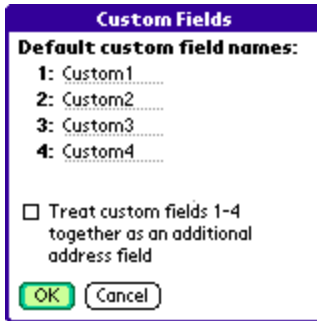 Custom Fields
Default custom field names:
1: Custom1
2: Custom2
3: Custom3
4: Custom4
Treat custom fields 1-4
together as an additional
address field
OK Cancel